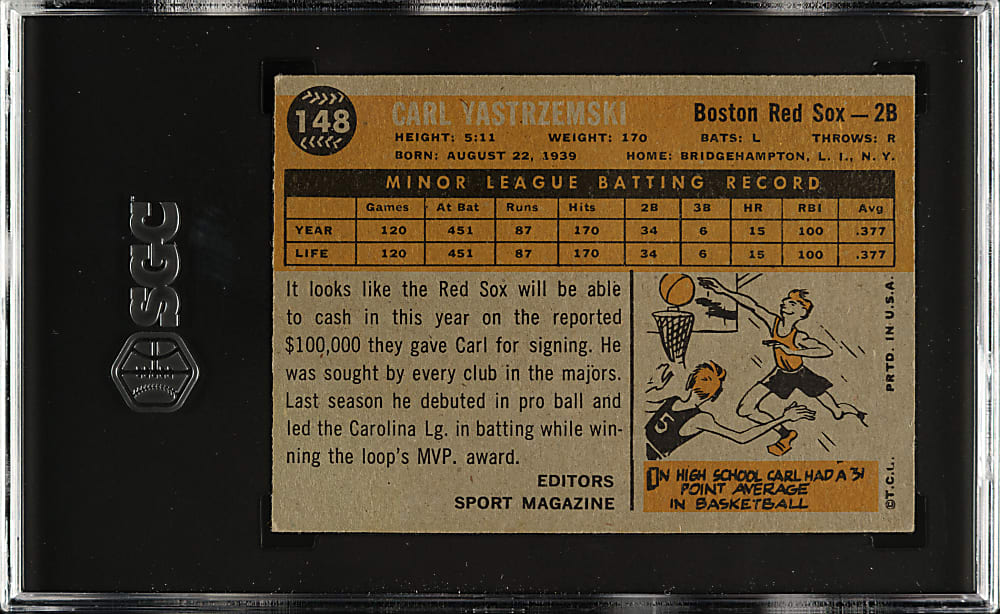 SGC
148
CARL YASTRZEMSKI
Boston Red Sox — 2B
HEIGHT: 5:11 WEIGHT: 170 BATS: L THROWS: R
BORN: AUGUST 22, 1939 HOME: BRIDGEHAMPTON, L. I., N. Y.
MINOR LEAGUE BATTING RECORD
Games At Bat Runs Hits 2B 3B HR RBI Avg
YEAR 120 451 87 170 34 6 15 100 .377
LIFE 120 451 87 170 34 6 15 100 .377
It looks like the Red Sox will be able
to cash in this year on the reported
$100,000 they gave Carl for signing. He
was sought by every club in the majors.
Last season he debuted in pro ball and
led the Carolina Lg. in batting while win-
ning the loop's MVP. award.
EDITORS
SPORT MAGAZINE
5
IN HIGH SCHOOL CARL HAD A 31
POINT AVERAGE
IN BASKETBALL
PRTD. IN U.S.A.
©T.C.L.